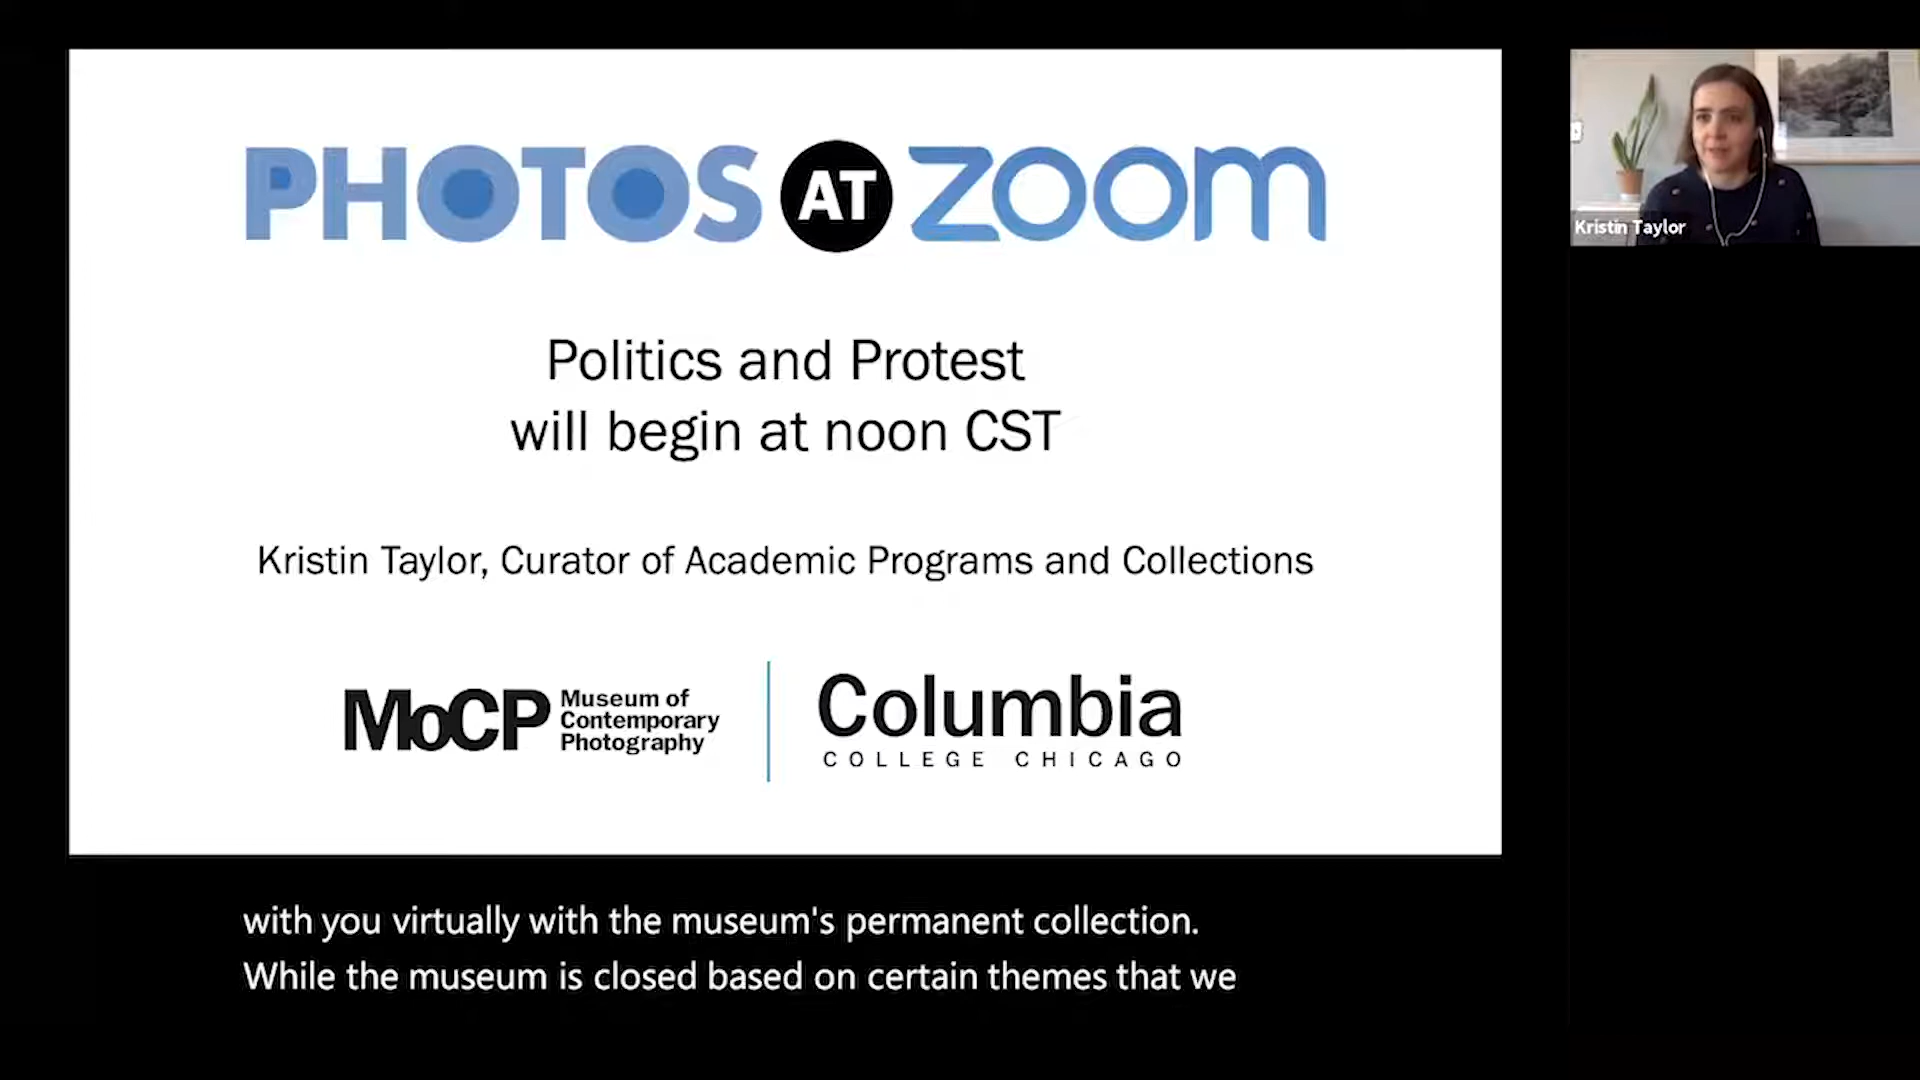 PHOTOS AT zoom
Politics and Protest
will begin at noon CST
Kristin Taylor, Curator of Academic Programs and Collections
MoCP Museum of
Contemporary
Photography
Columbia
COLLEGE CHICAGO
Kristin Taylor
with you virtually with the museum's permanent collection.
While the museum is closed based on certain themes that we